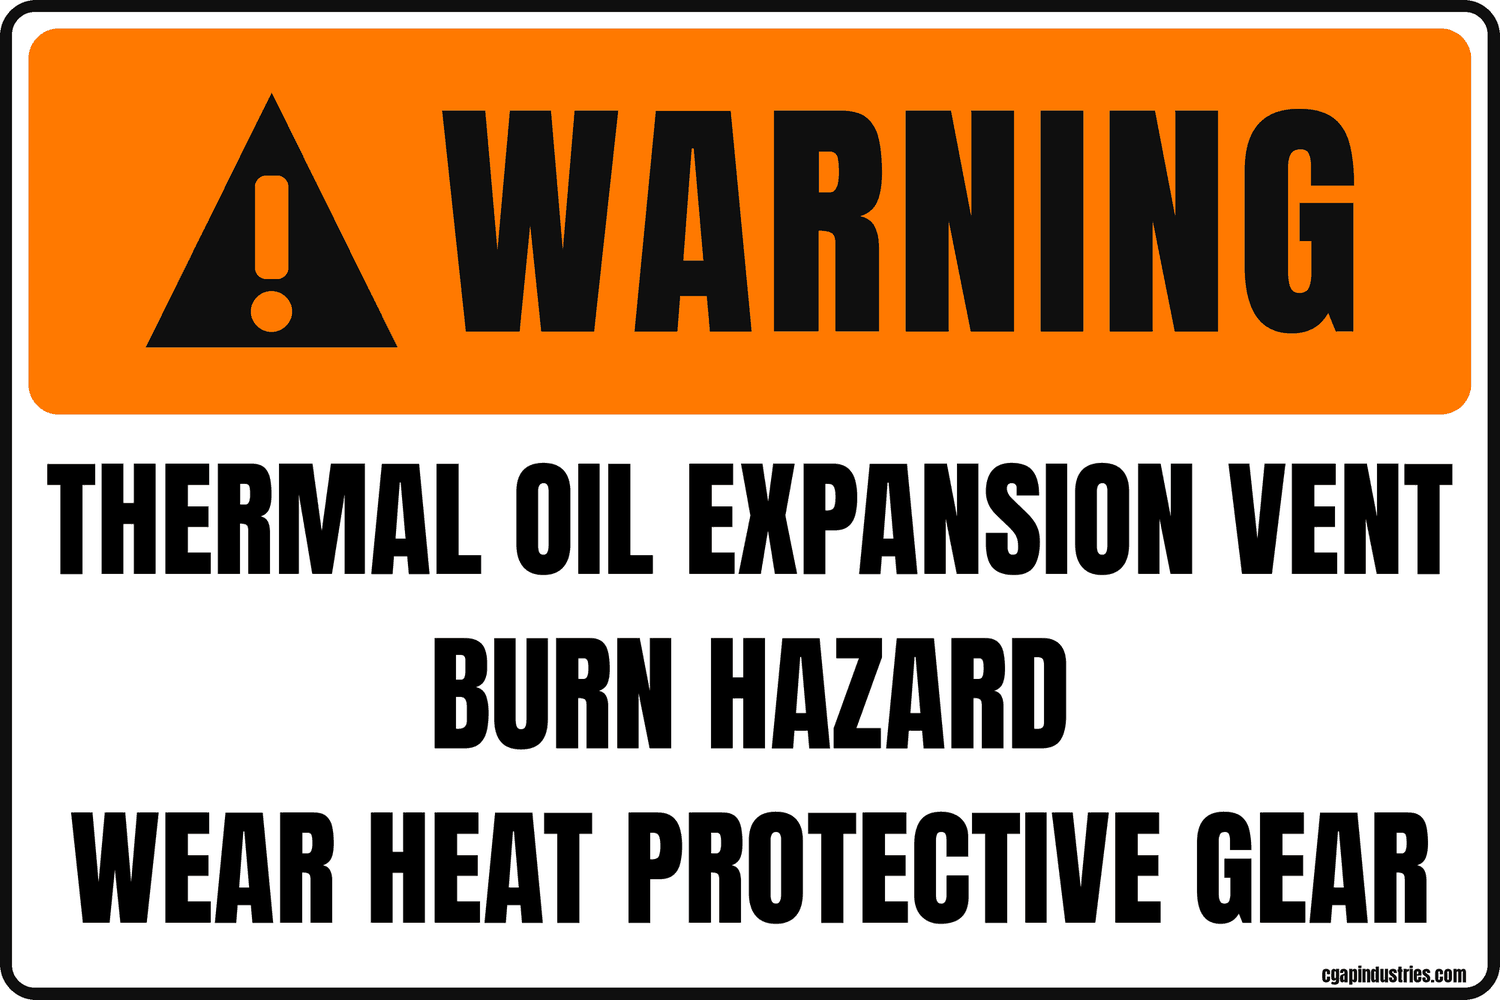 WARNING
THERMAL OIL EXPANSION VENT
BURN HAZARD
WEAR HEAT PROTECTIVE GEAR
cgapindustries.com